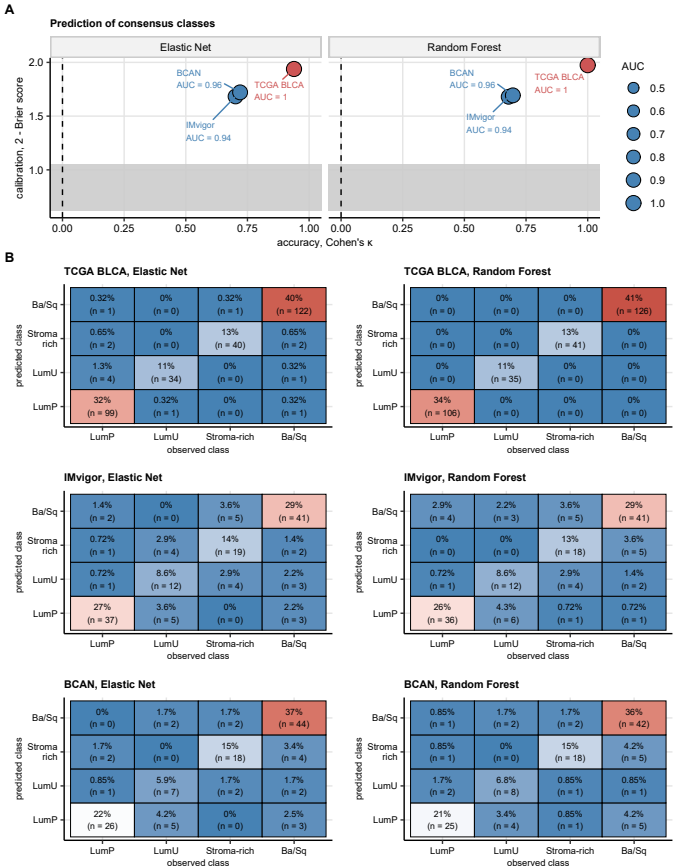 A
Prediction of consensus classes
Elastic Net
Random Forest
calibration, 2 - Brier score
2.0
1.5
1.0
BCAN
AUC = 0.96
TCGA BLCA
AUC = 1
IMvigor
AUC = 0.94
BCAN
AUC = 0.96
TCGA BLCA
AUC = 1
IMvigor
AUC = 0.94
0.00 0.25 0.50 0.75 1.00
0.00 0.25 0.50 0.75 1.00
accuracy, Cohen's κ
AUC
0.5
0.6
0.7
0.8
0.9
1.0
B
TCGA BLCA, Elastic Net
predicted class
Ba/Sq
0.32% 0% 0.32% 40%
(n = 1) (n = 0) (n = 1) (n = 122)
Stroma
rich
0.65% 0% 13% 0.65%
(n = 2) (n = 0) (n = 40) (n = 2)
LumU
1.3% 11% 0% 0.32%
(n = 4) (n = 34) (n = 0) (n = 1)
LumP
32% 0.32% 0% 0.32%
(n = 99) (n = 1) (n = 0) (n = 1)
LumP LumU Stroma-rich Ba/Sq
observed class
TCGA BLCA, Random Forest
predicted class
Ba/Sq
0% 0% 0% 41%
(n = 0) (n = 0) (n = 0) (n = 126)
Stroma
rich
0% 0% 13% 0%
(n = 0) (n = 0) (n = 41) (n = 0)
LumU
0% 11% 0% 0%
(n = 0) (n = 35) (n = 0) (n = 0)
LumP
34% 0% 0% 0%
(n = 106) (n = 0) (n = 0) (n = 0)
LumP LumU Stroma-rich Ba/Sq
observed class
IMvigor, Elastic Net
predicted class
Ba/Sq
1.4% 0% 3.6% 29%
(n = 2) (n = 0) (n = 5) (n = 41)
Stroma
rich
0.72% 2.9% 14% 1.4%
(n = 1) (n = 4) (n = 19) (n = 2)
LumU
0.72% 8.6% 2.9% 2.2%
(n = 1) (n = 12) (n = 4) (n = 3)
LumP
27% 3.6% 0% 2.2%
(n = 37) (n = 5) (n = 0) (n = 3)
LumP LumU Stroma-rich Ba/Sq
observed class
IMvigor, Random Forest
predicted class
Ba/Sq
2.9% 2.2% 3.6% 29%
(n = 4) (n = 3) (n = 5) (n = 41)
Stroma
rich
0% 0% 13% 3.6%
(n = 0) (n = 0) (n = 18) (n = 5)
LumU
0.72% 8.6% 2.9% 1.4%
(n = 1) (n = 12) (n = 4) (n = 2)
LumP
26% 4.3% 0.72% 0.72%
(n = 36) (n = 6) (n = 1) (n = 1)
LumP LumU Stroma-rich Ba/Sq
observed class
BCAN, Elastic Net
predicted class
Ba/Sq
0% 1.7% 1.7% 37%
(n = 0) (n = 2) (n = 2) (n = 44)
Stroma
rich
1.7% 0% 15% 3.4%
(n = 2) (n = 0) (n = 18) (n = 4)
LumU
0.85% 5.9% 1.7% 1.7%
(n = 1) (n = 7) (n = 2) (n = 2)
LumP
22% 4.2% 0% 2.5%
(n = 26) (n = 5) (n = 0) (n = 3)
LumP LumU Stroma-rich Ba/Sq
observed class
BCAN, Random Forest
predicted class
Ba/Sq
0.85% 1.7% 1.7% 36%
(n = 1) (n = 2) (n = 2) (n = 42)
Stroma
rich
0.85% 0% 15% 4.2%
(n = 1) (n = 0) (n = 18) (n = 5)
LumU
1.7% 6.8% 0.85% 0.85%
(n = 2) (n = 8) (n = 1) (n = 1)
LumP
21% 3.4% 0.85% 4.2%
(n = 25) (n = 4) (n = 1) (n = 5)
LumP LumU Stroma-rich Ba/Sq
observed class